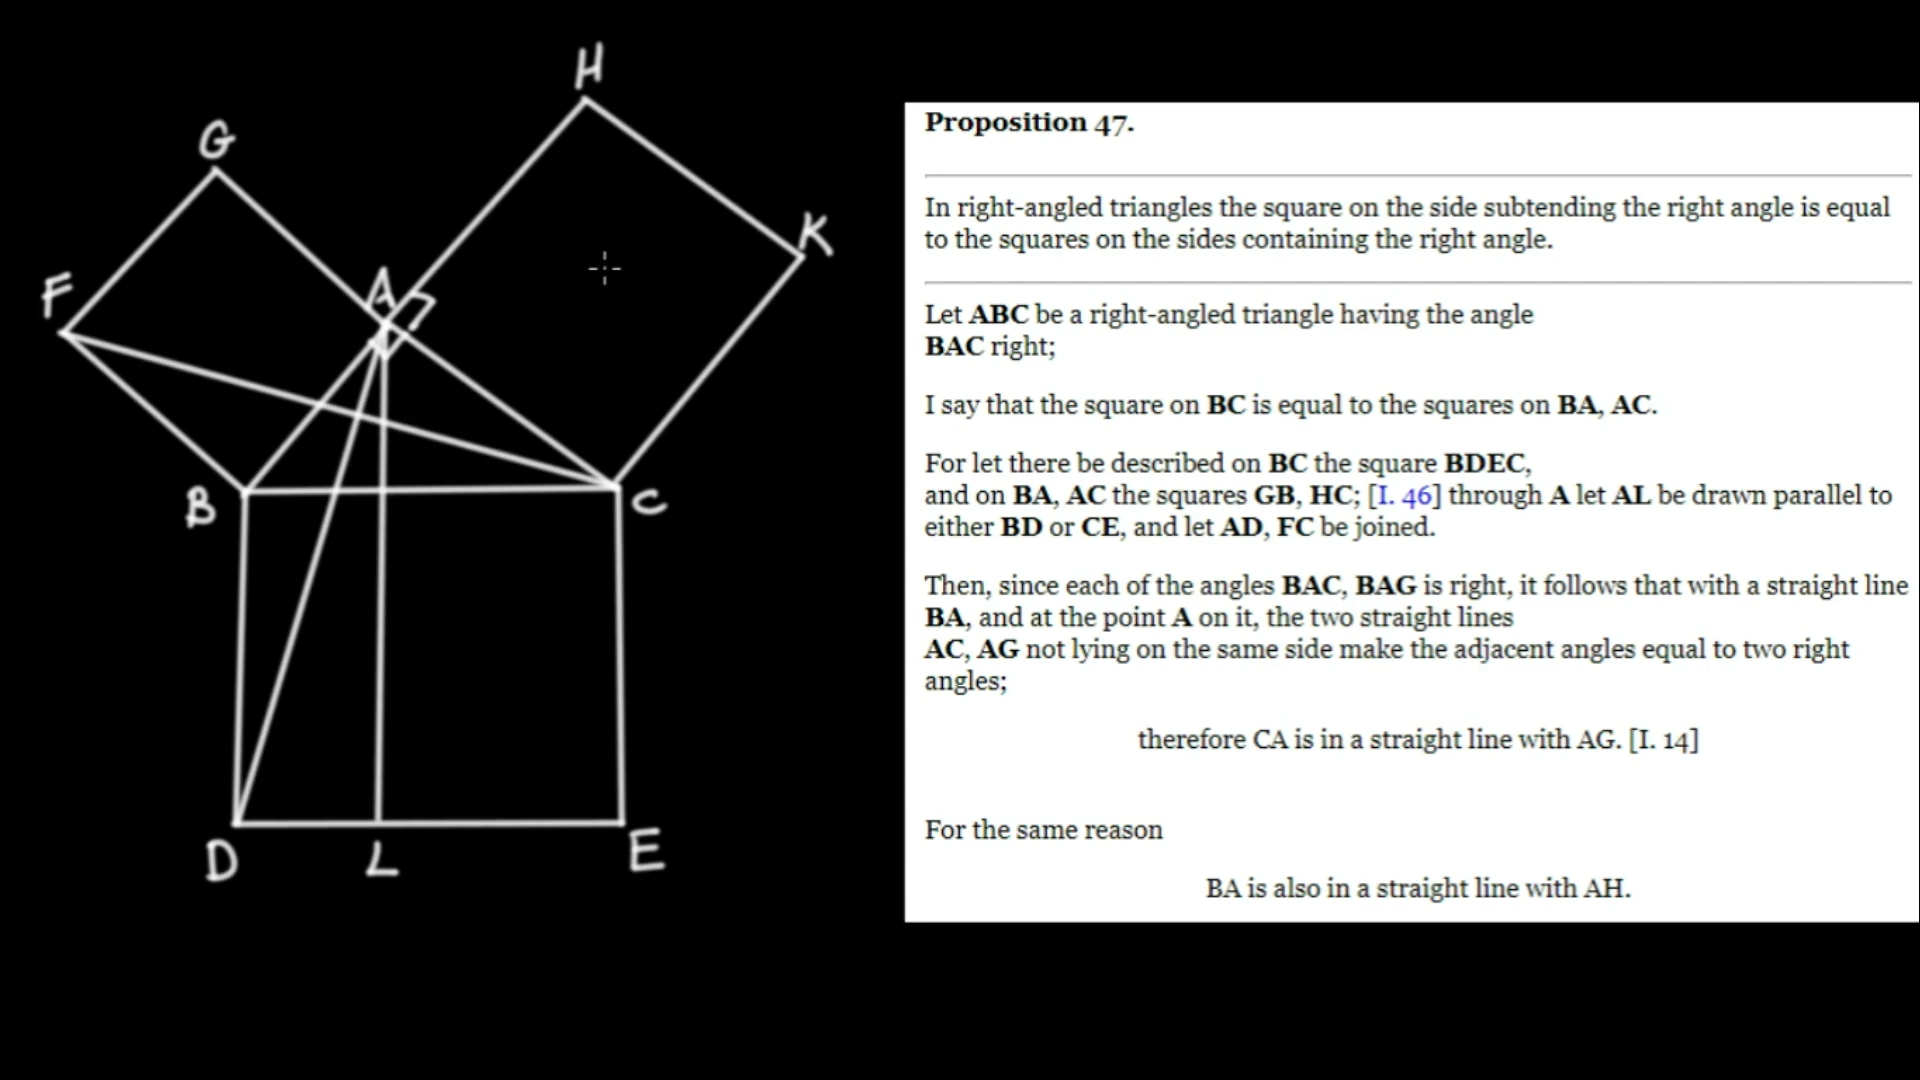 H
G
K
F
A
B
C
D
L
E
Proposition 47.
In right-angled triangles the square on the side subtending the right angle is equal
to the squares on the sides containing the right angle.
Let ABC be a right-angled triangle having the angle
BAC right;
I say that the square on BC is equal to the squares on BA, AC.
For let there be described on BC the square BDEC,
and on BA, AC the squares GB, HC; [I. 46] through A let AL be drawn parallel to
either BD or CE, and let AD, FC be joined.
Then, since each of the angles BAC, BAG is right, it follows that with a straight line
BA, and at the point A on it, the two straight lines
AC, AG not lying on the same side make the adjacent angles equal to two right
angles;
therefore CA is in a straight line with AG. [I. 14]
For the same reason
BA is also in a straight line with AH.